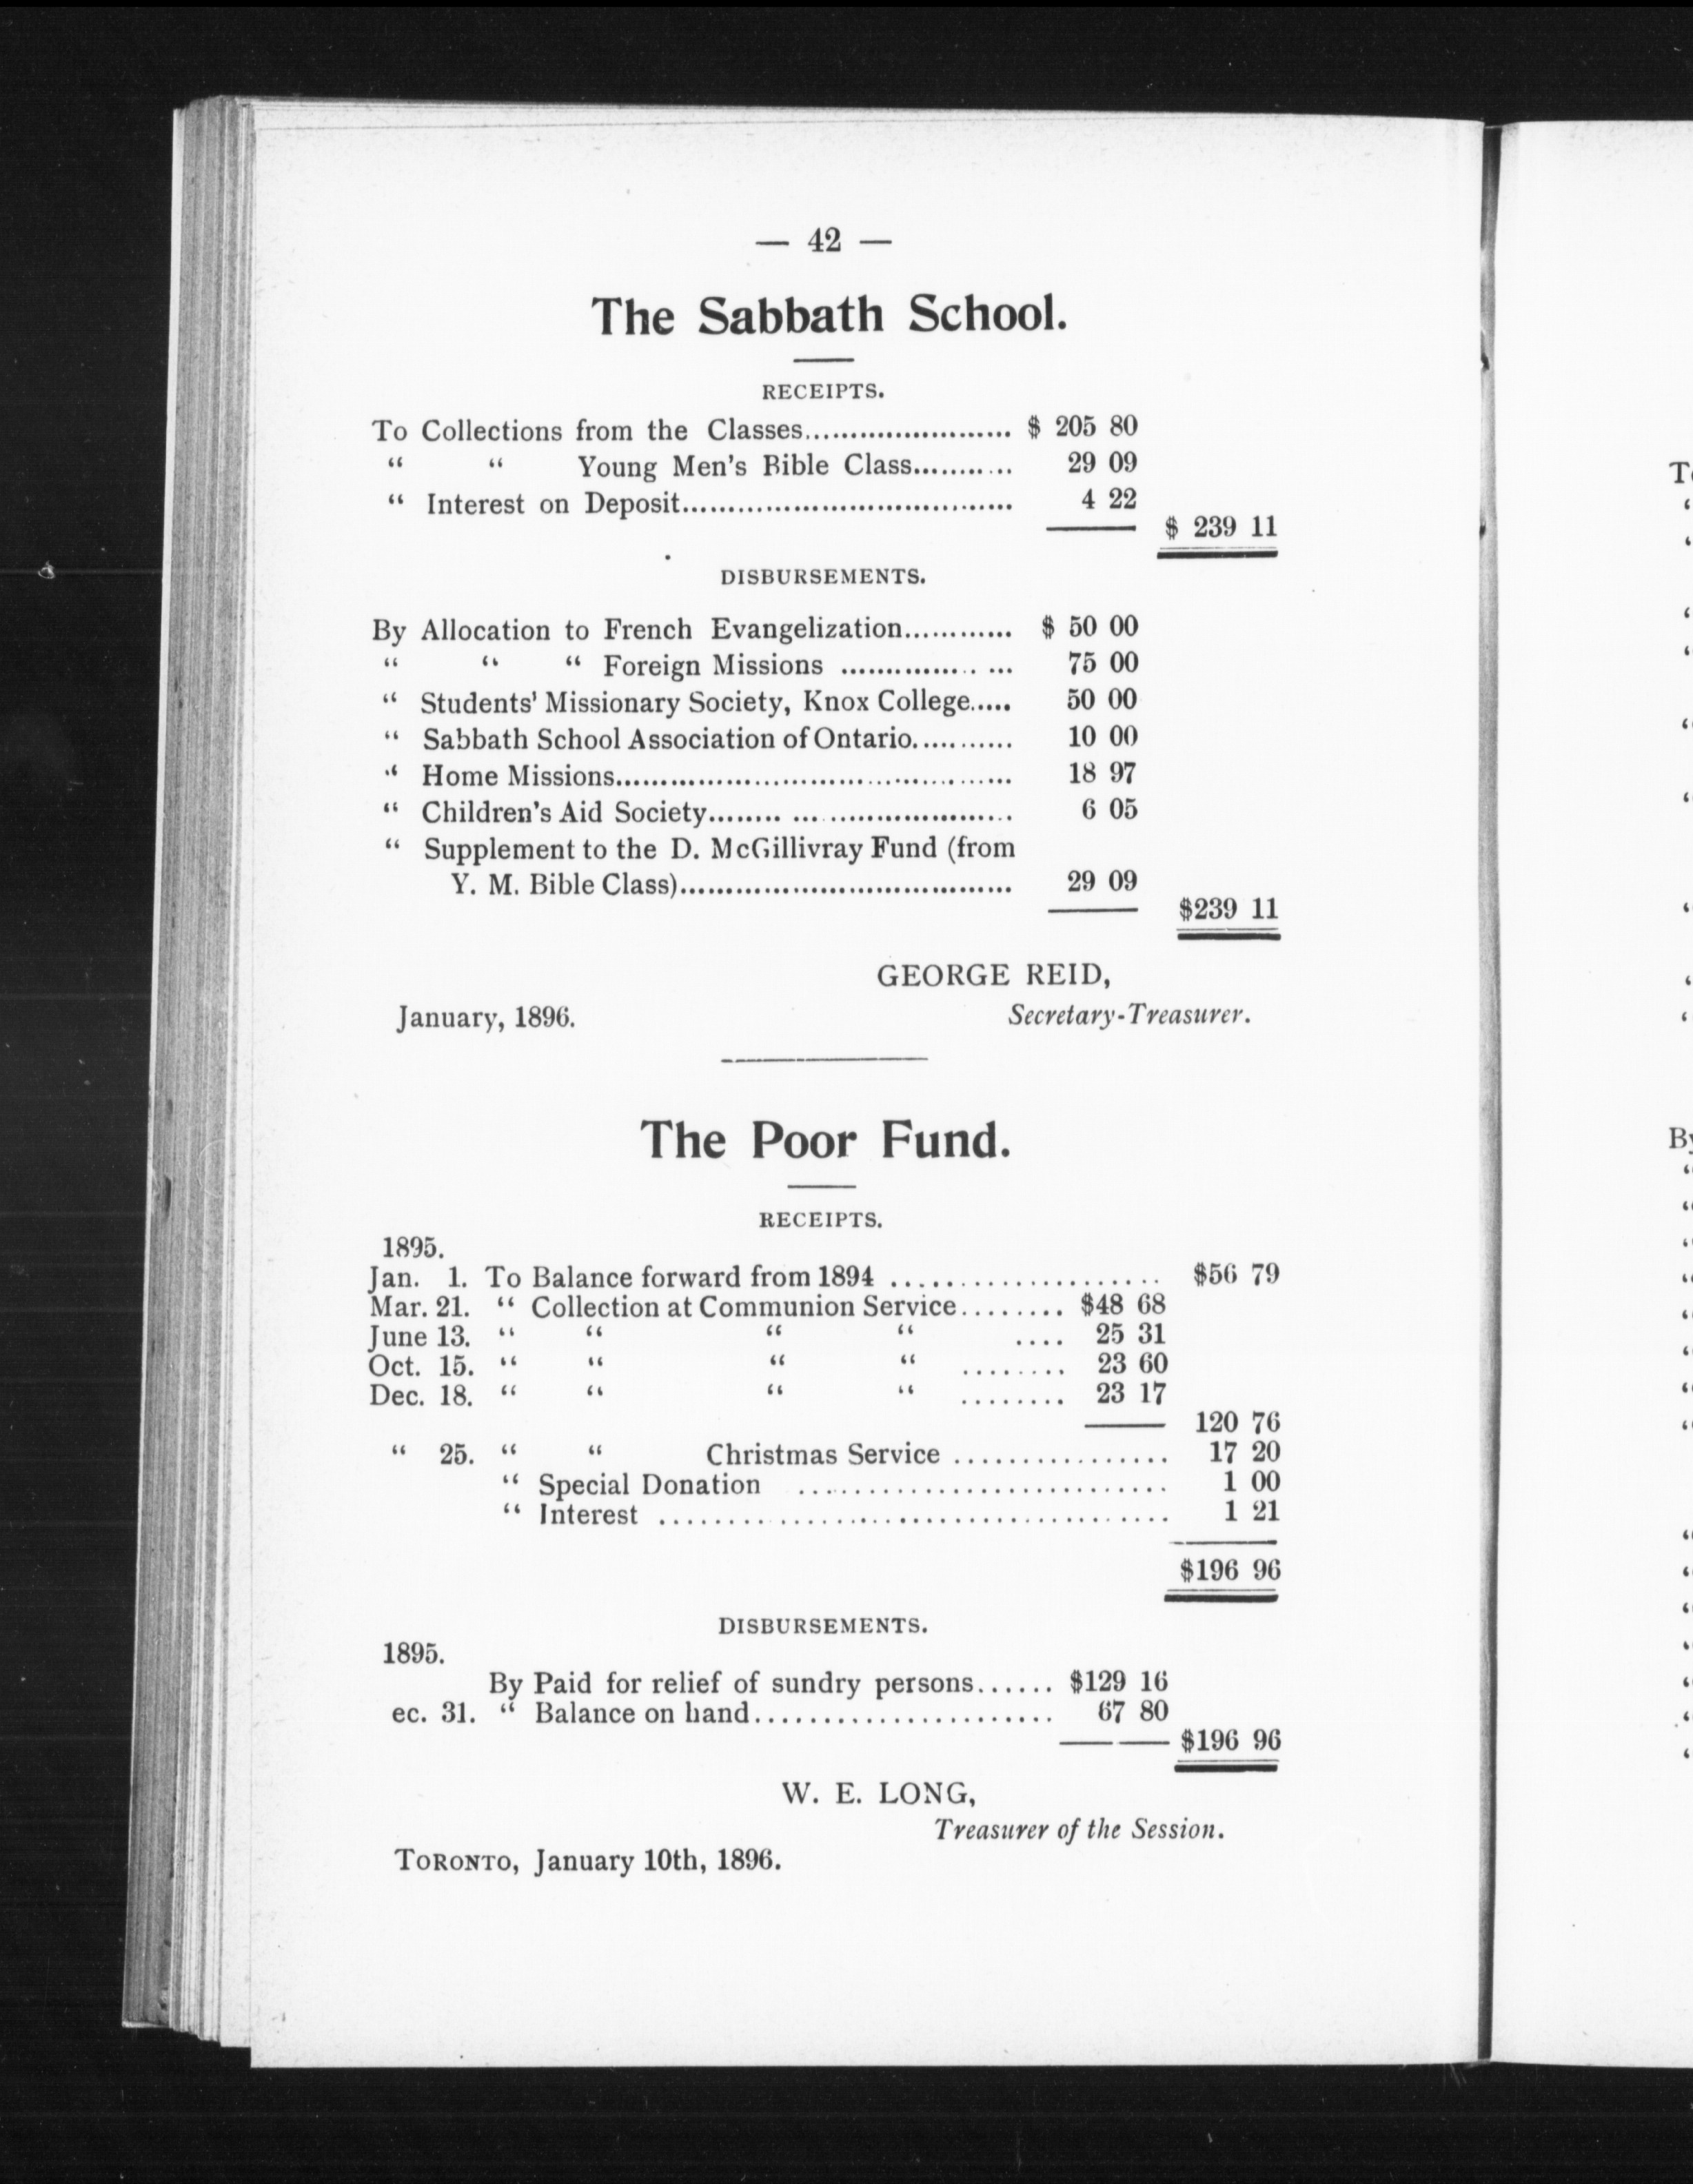 — 42 —
The Sabbath School.
RECEIPTS.
To Collections from the Classes........................ $ 205 80
“ “ Young Men's Bible Class........... 29 09
“ Interest on Deposit..................................... 4 22
$ 239 11
DISBURSEMENTS.
By Allocation to French Evangelization............ $ 50 00
“ “ “ Foreign Missions .................. 75 00
“ Students' Missionary Society, Knox College..... 50 00
“ Sabbath School Association of Ontario........... 10 00
“ Home Missions........................................... 18 97
“ Children's Aid Society................................. 6 05
“ Supplement to the D. McGillivray Fund (from
Y. M. Bible Class)..................................... 29 09
$239 11
GEORGE REID,
January, 1896. Secretary-Treasurer.
The Poor Fund.
RECEIPTS.
1895.
Jan. 1. To Balance forward from 1894 .................... $56 79
Mar. 21. “ Collection at Communion Service........ $48 68
June 13. “ “ “ “ .... 25 31
Oct. 15. “ “ “ “ ........ 23 60
Dec. 18. “ “ “ “ ........ 23 17
120 76
“ 25. “ “ Christmas Service ................ 17 20
“ Special Donation ........................... 1 00
“ Interest ..................................... 1 21
$196 96
DISBURSEMENTS.
1895.
By Paid for relief of sundry persons...... $129 16
ec. 31. “ Balance on hand...................... 67 80
$196 96
W. E. LONG,
Treasurer of the Session.
TORONTO, January 10th, 1896.